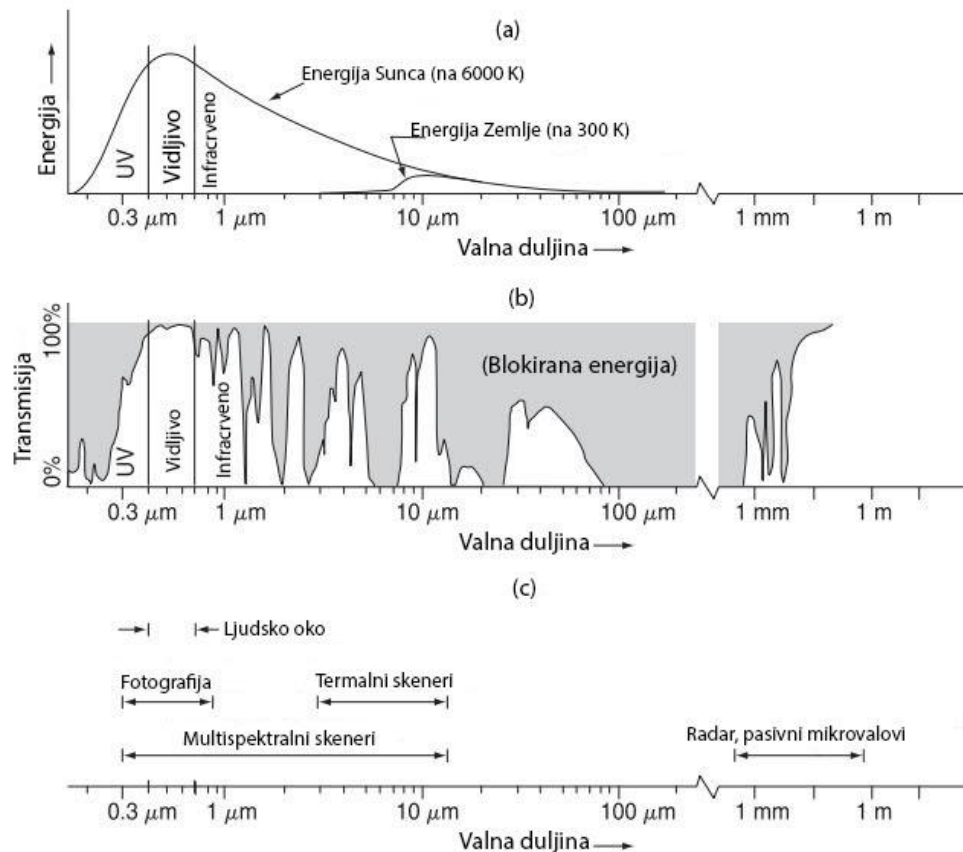 (a)
Energija
Energija Sunca (na 6000 K)
Energija Zemlje (na 300 K)
UV
Vidljivo
Infracrveno
0.3 μm
1 μm
10 μm
100 μm
1 mm
1 m
Valna duljina
(b)
Transmisija
100%
0%
(Blokirana energija)
UV
Vidljivo
Infracrveno
0.3 μm
1 μm
10 μm
100 μm
1 mm
1 m
Valna duljina
(c)
Ljudsko oko
Fotografija
Termalni skeneri
Multispektralni skeneri
Radar, pasivni mikrovalovi
0.3 μm
1 μm
10 μm
100 μm
1 mm
1 m
Valna duljina